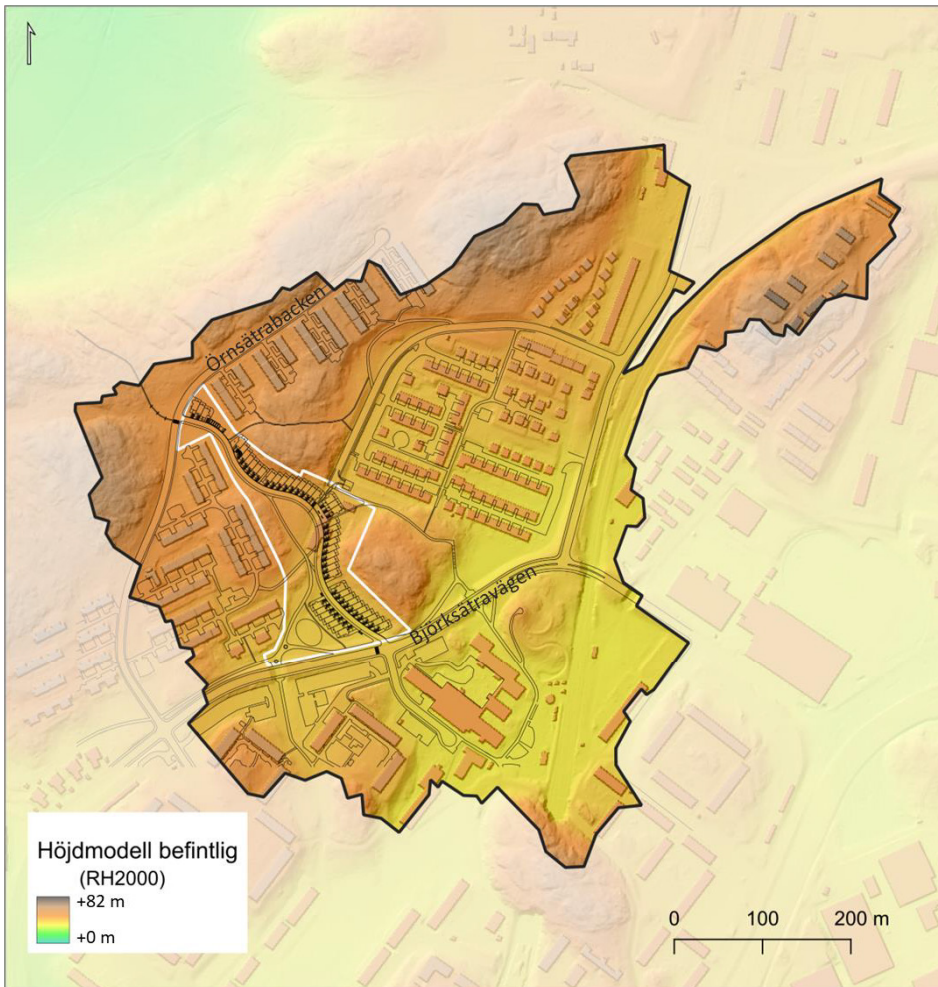 Örnsätrabacken
Björksätravägen
Höjdmodell befintlig
(RH2000)
+82 m
+0 m
0 100 200 m